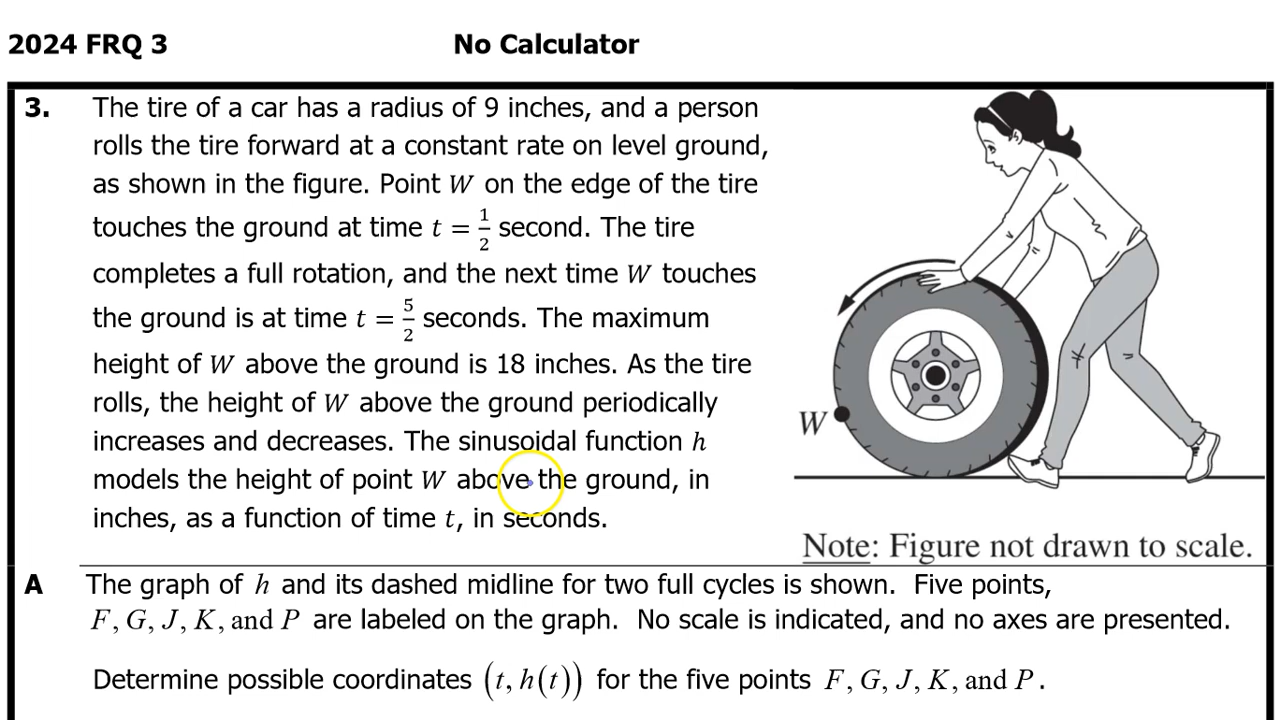 2024 FRQ 3 No Calculator
3. The tire of a car has a radius of 9 inches, and a person
rolls the tire forward at a constant rate on level ground,
as shown in the figure. Point W on the edge of the tire
touches the ground at time t = 1/2 second. The tire
completes a full rotation, and the next time W touches
the ground is at time t = 5/2 seconds. The maximum
height of W above the ground is 18 inches. As the tire
rolls, the height of W above the ground periodically
increases and decreases. The sinusoidal function h
models the height of point W above the ground, in
inches, as a function of time t, in seconds.
W
Note: Figure not drawn to scale.
A The graph of h and its dashed midline for two full cycles is shown. Five points,
F, G, J, K, and P are labeled on the graph. No scale is indicated, and no axes are presented.
Determine possible coordinates (t, h(t)) for the five points F, G, J, K, and P.